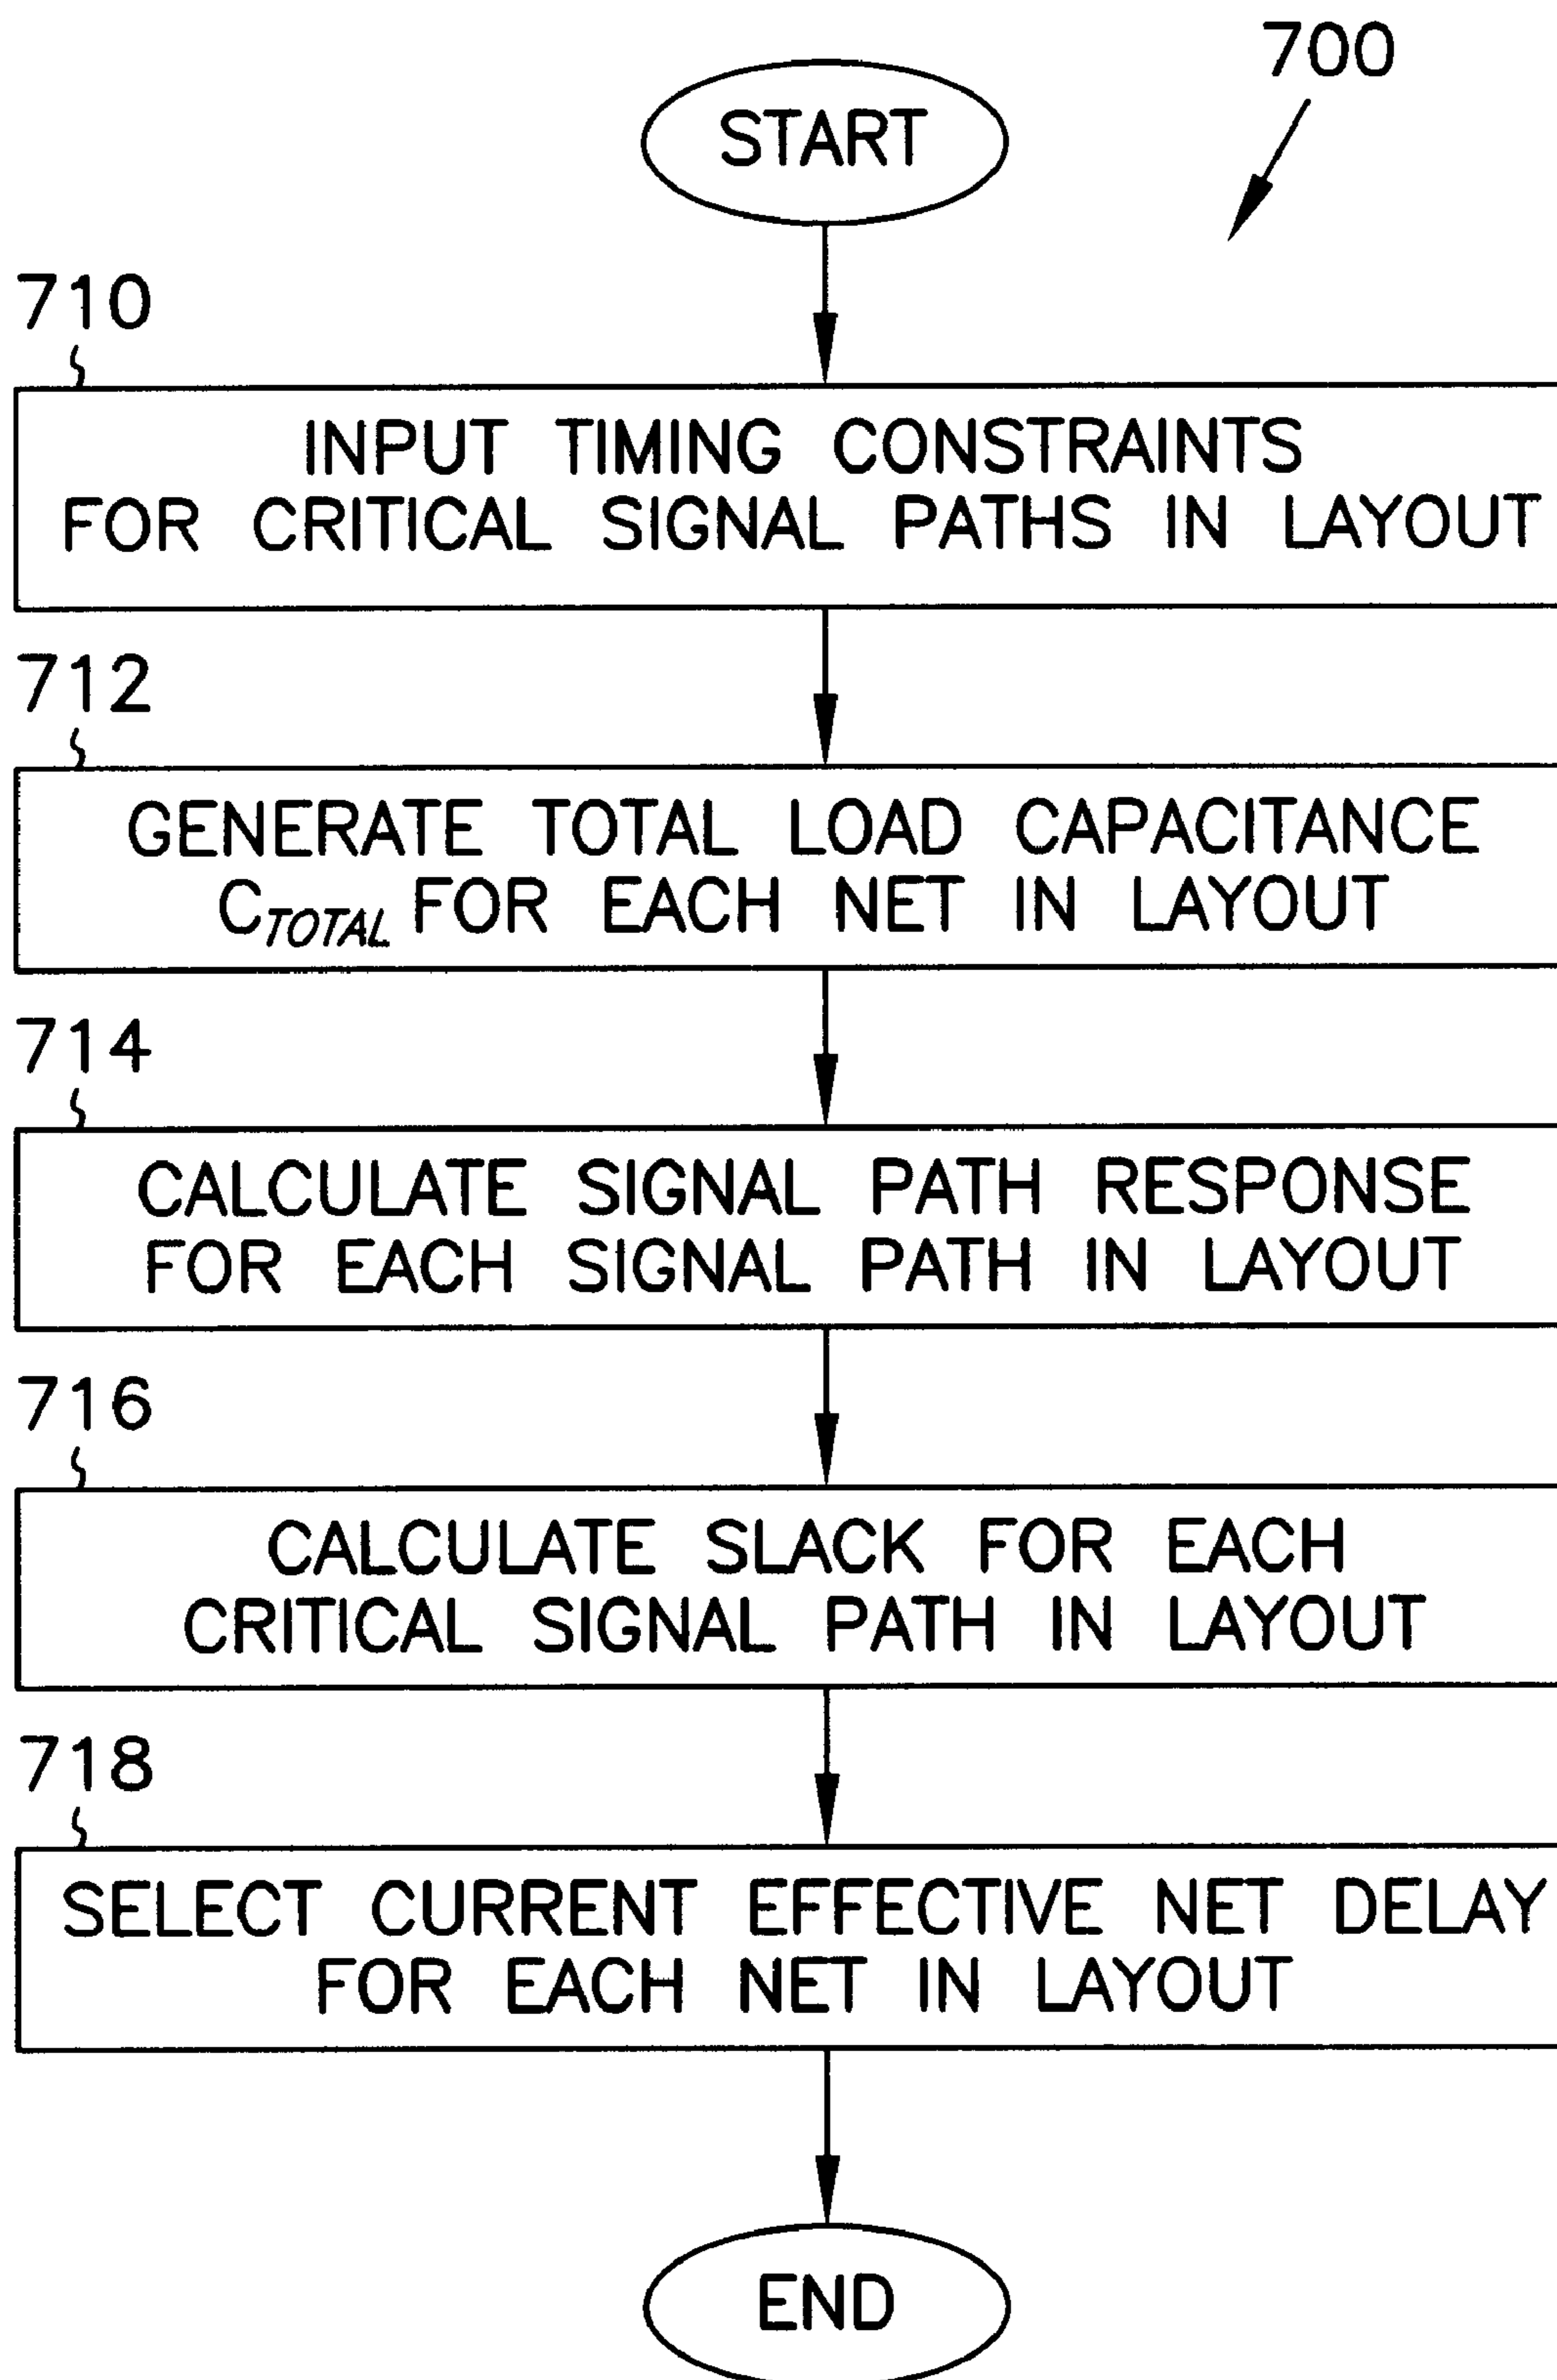 700
START
710
INPUT TIMING CONSTRAINTS
FOR CRITICAL SIGNAL PATHS IN LAYOUT
712
GENERATE TOTAL LOAD CAPACITANCE
C_TOTAL FOR EACH NET IN LAYOUT
714
CALCULATE SIGNAL PATH RESPONSE
FOR EACH SIGNAL PATH IN LAYOUT
716
CALCULATE SLACK FOR EACH
CRITICAL SIGNAL PATH IN LAYOUT
718
SELECT CURRENT EFFECTIVE NET DELAY
FOR EACH NET IN LAYOUT
END